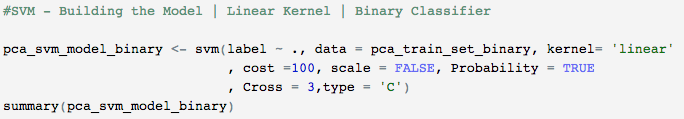 #SVM - Building the Model | Linear Kernel | Binary Classifier
pca_svm_model_binary <- svm(label ~ ., data = pca_train_set_binary, kernel= 'linear'
, cost =100, scale = FALSE, Probability = TRUE
, Cross = 3,type = 'C')
summary(pca_svm_model_binary)